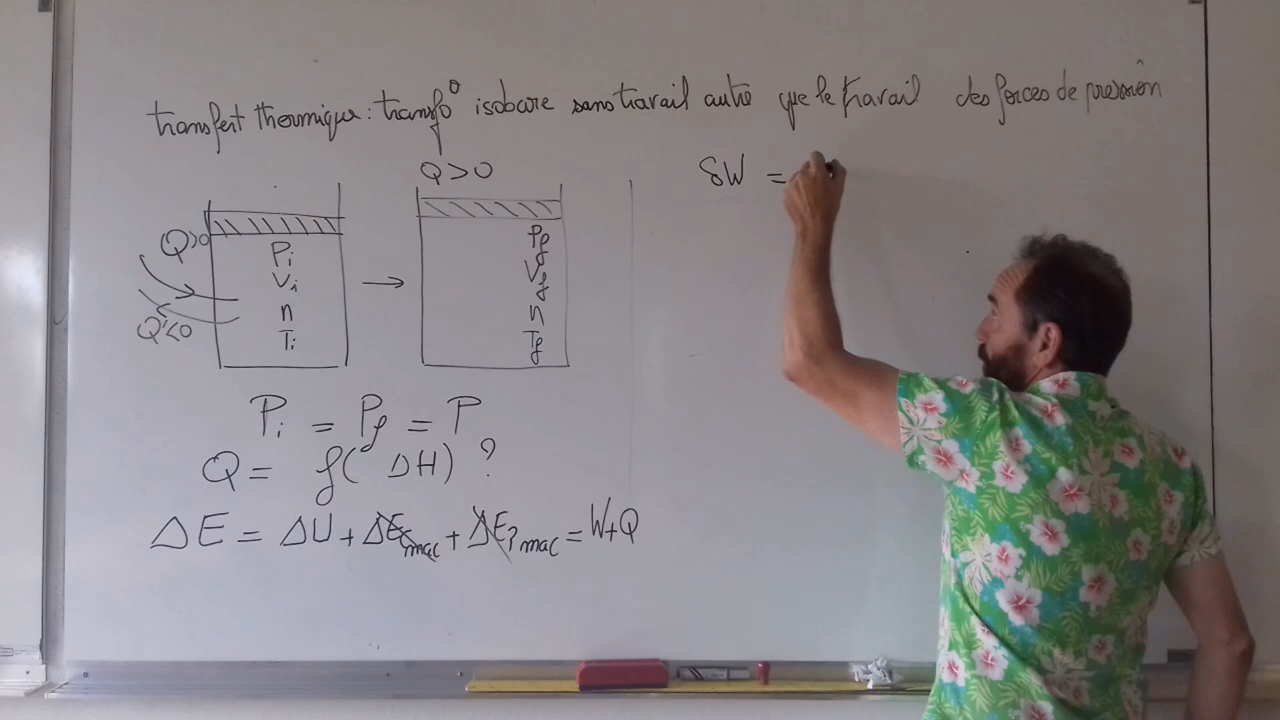 transfert thermique : transfo° isobare sans travail autre que le travail des forces de pression
Q>0
Q>0
Pi
Vi
n
Ti
Q<0
→
Pf
Vf
n
Tf
Pi = Pf = P
Q = f( ΔH) ?
ΔE = ΔU + ΔEc mac + ΔEp mac = W+Q
δW =